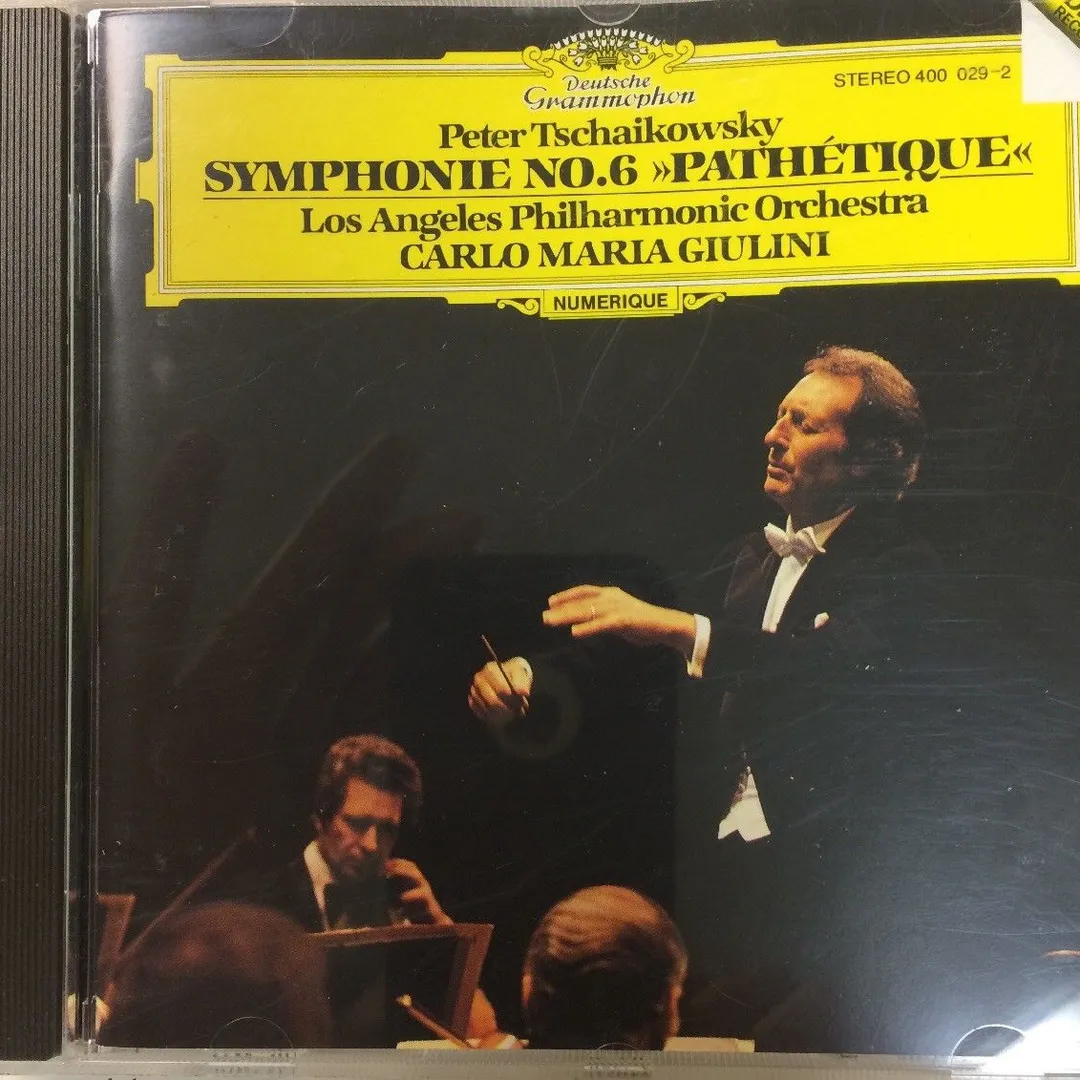 Deutsche
Grammophon
STEREO 400 029-2
Peter Tschaikowsky
SYMPHONIE NO.6 »PATHÉTIQUE«
Los Angeles Philharmonic Orchestra
CARLO MARIA GIULINI
NUMERIQUE